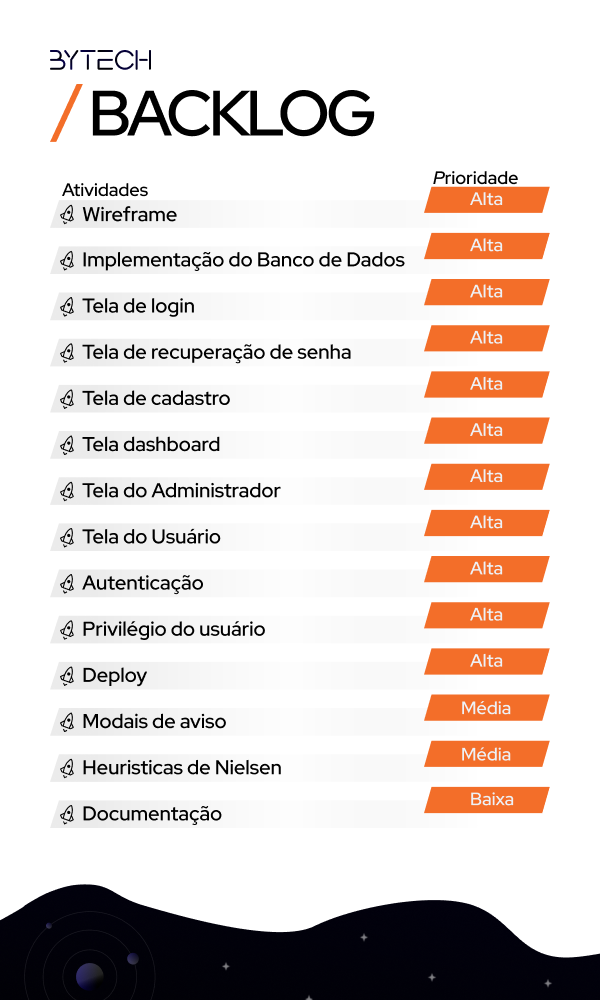 BYTECH
/BACKLOG
Atividades Prioridade
Wireframe Alta
Implementação do Banco de Dados Alta
Tela de login Alta
Tela de recuperação de senha Alta
Tela de cadastro Alta
Tela dashboard Alta
Tela do Administrador Alta
Tela do Usuário Alta
Autenticação Alta
Privilégio do usuário Alta
Deploy Alta
Modais de aviso Média
Heuristicas de Nielsen Média
Documentação Baixa